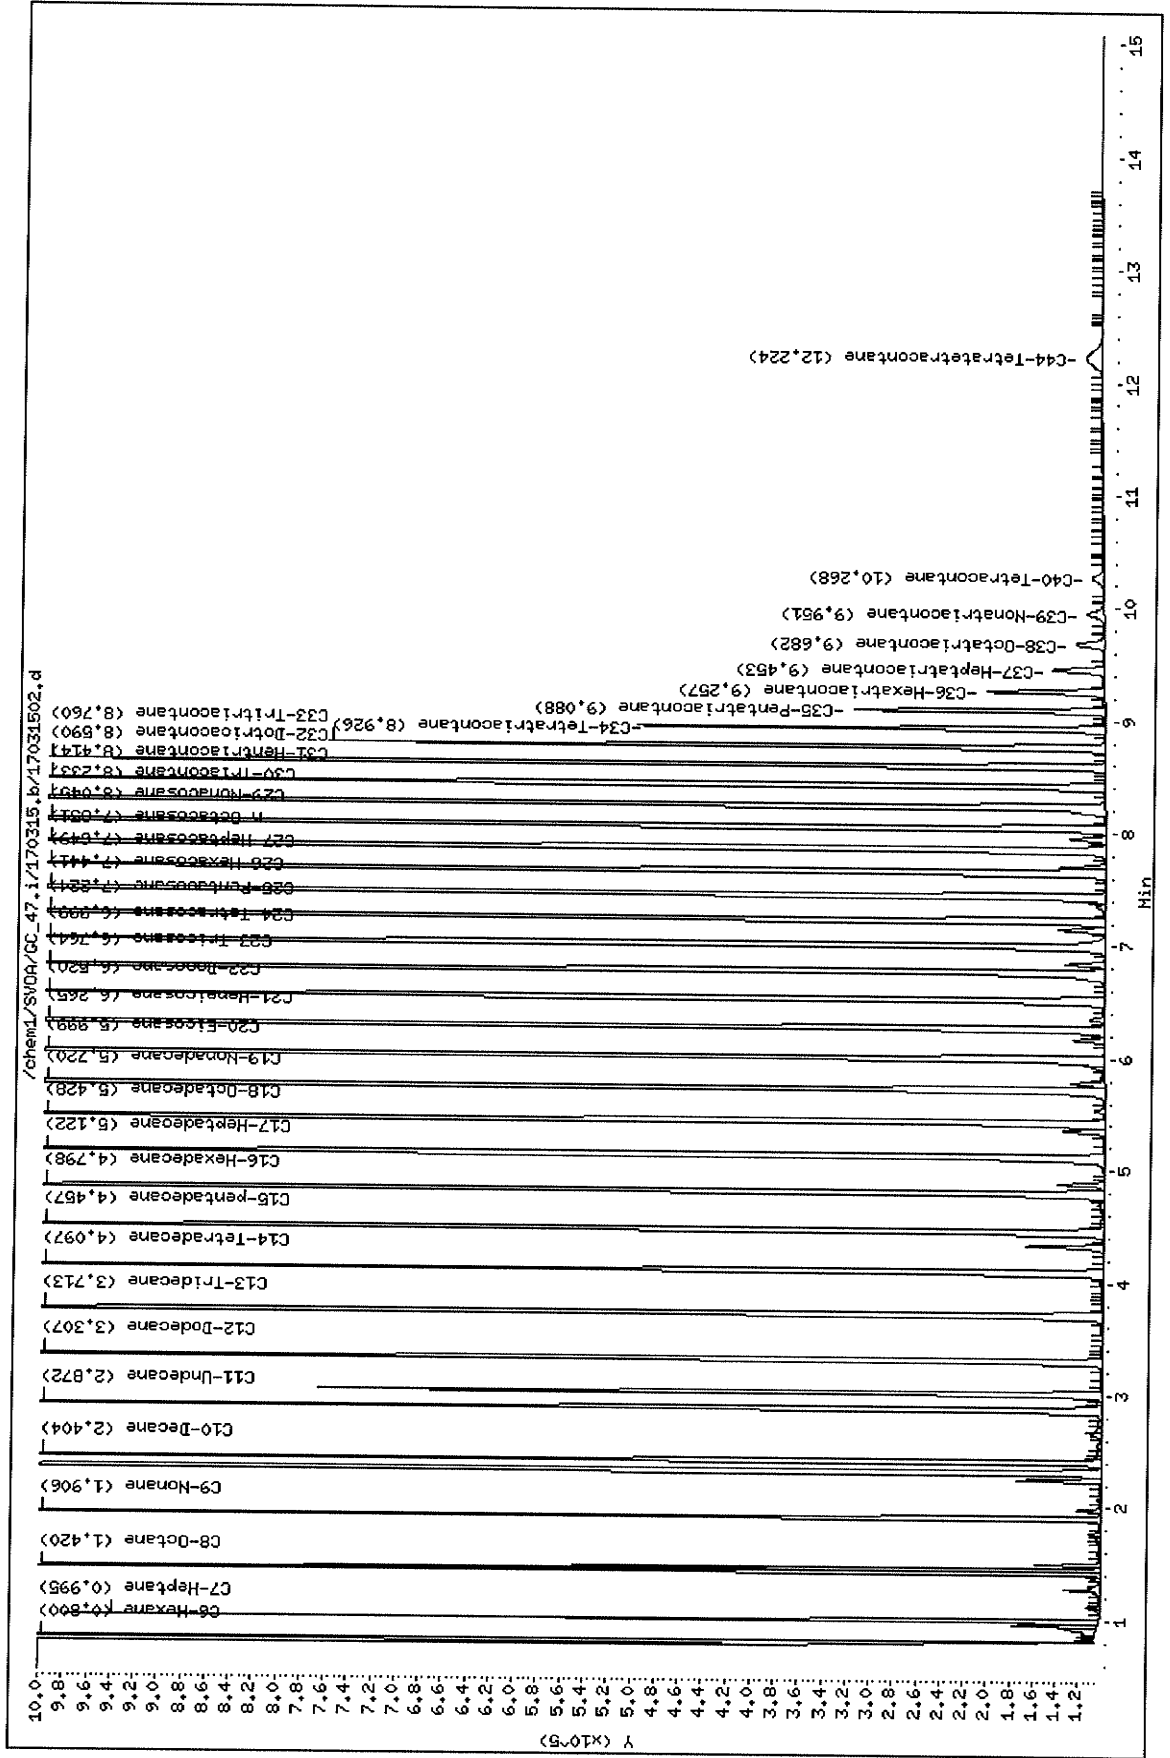 /chem1/SVOA/GC_47.i/170315.b/17031502.d
Y (x10^5)
10.0
9.8
9.6
9.4
9.2
9.0
8.8
8.6
8.4
8.2
8.0
7.8
7.6
7.4
7.2
7.0
6.8
6.6
6.4
6.2
6.0
5.8
5.6
5.4
5.2
5.0
4.8
4.6
4.4
4.2
4.0
3.8
3.6
3.4
3.2
3.0
2.8
2.6
2.4
2.2
2.0
1.8
1.6
1.4
1.2
C6-Hexane (0.800)
C7-Heptane (0.995)
C8-Octane (1.420)
C9-Nonane (1.906)
C10-Decane (2.404)
C11-Undecane (2.872)
C12-Dodecane (3.307)
C13-Tridecane (3.713)
C14-Tetradecane (4.097)
C15-pentadecane (4.457)
C16-Hexadecane (4.798)
C17-Heptadecane (5.122)
C18-Octadecane (5.428)
C19-Nonadecane (5.720)
C20-Eicosane (5.999)
C21-Heneicosane (6.265)
C22-Docosane (6.520)
C23-Tricosane (6.764)
C24-Tetracosane (6.999)
C25-Pentacosane (7.224)
C26-Hexacosane (7.441)
C27-Heptacosane (7.649)
n-Octacosane (7.851)
C29-Nonacosane (8.045)
C30-Triacontane (8.233)
C31-Hentriacontane (8.414)
C32-Dotricoacontane (8.590)
C33-Tritriacontane (8.760)
-C34-Tetratriacontane (8.926)
-C35-Pentatriacontane (9.088)
-C36-Hexatriacontane (9.257)
-C37-Heptatriacontane (9.453)
-C38-Octatriacontane (9.682)
-C39-Nonatriacontane (9.951)
-C40-Tetracontane (10.268)
-C44-Tetratetracontane (12.224)
1
2
3
4
5
6
7
8
9
10
11
12
13
14
15
Min